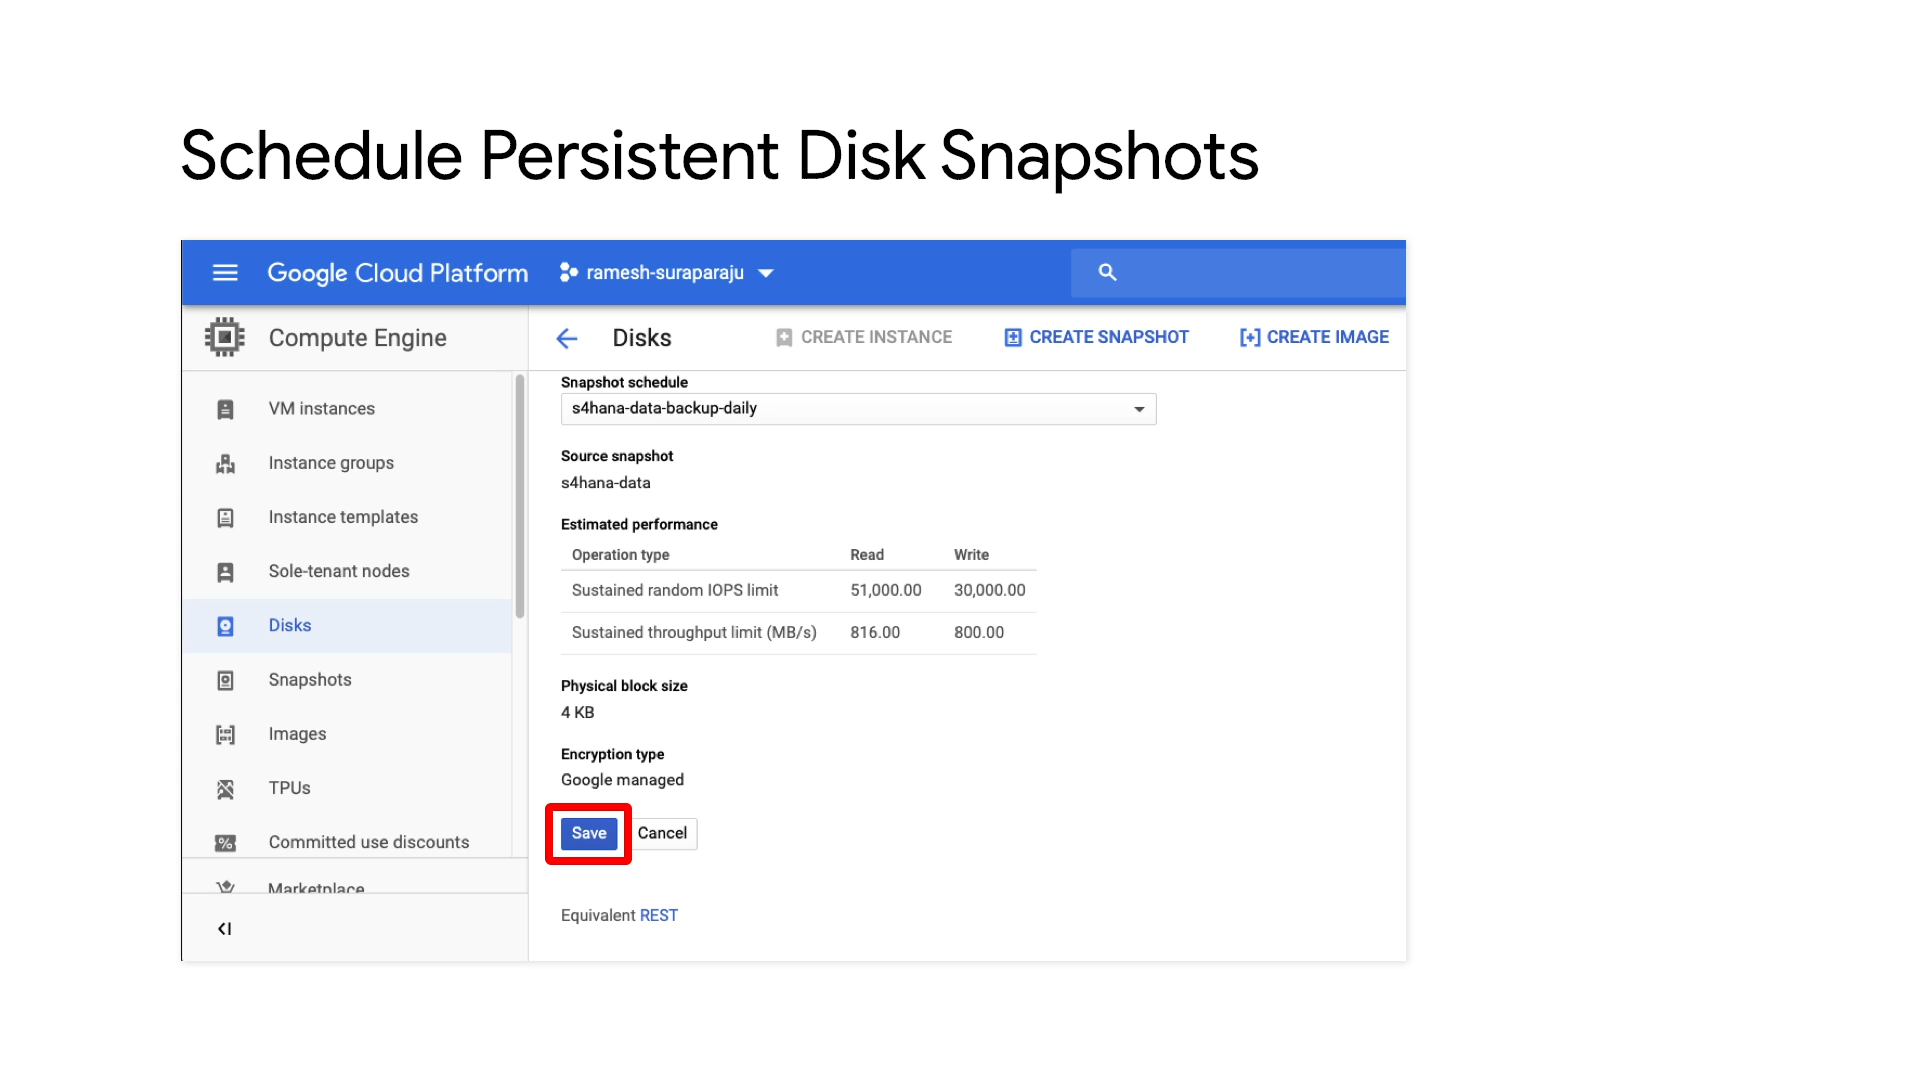 Schedule Persistent Disk Snapshots
Google Cloud Platform ramesh-suraparaju
Compute Engine
Disks CREATE INSTANCE CREATE SNAPSHOT CREATE IMAGE
VM instances
Instance groups
Instance templates
Sole-tenant nodes
Disks
Snapshots
Images
TPUs
Committed use discounts
Marketplace
Snapshot schedule
s4hana-data-backup-daily
Source snapshot
s4hana-data
Estimated performance
Operation type Read Write
Sustained random IOPS limit 51,000.00 30,000.00
Sustained throughput limit (MB/s) 816.00 800.00
Physical block size
4 KB
Encryption type
Google managed
Save Cancel
Equivalent REST